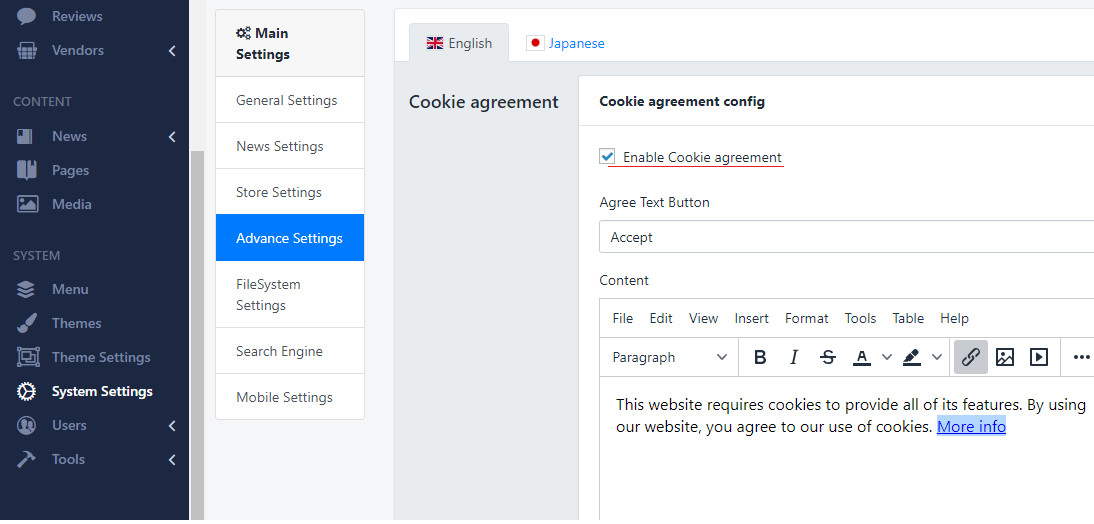 Reviews
Vendors
CONTENT
News
Pages
Media
SYSTEM
Menu
Themes
Theme Settings
System Settings
Users
Tools
Main
Settings
General Settings
News Settings
Store Settings
Advance Settings
FileSystem
Settings
Search Engine
Mobile Settings
English Japanese
Cookie agreement
Cookie agreement config
Enable Cookie agreement
Agree Text Button
Accept
Content
File Edit View Insert Format Tools Table Help
Paragraph B I S A
This website requires cookies to provide all of its features. By using
our website, you agree to our use of cookies. More info